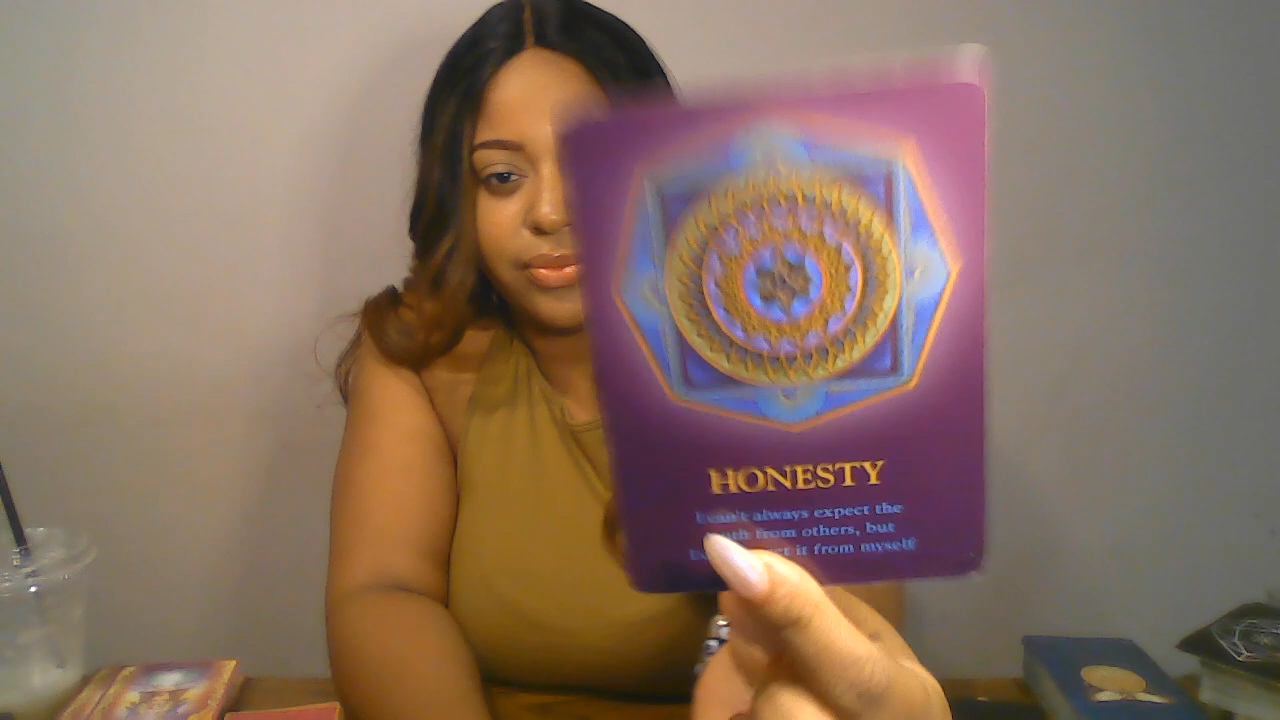 HONESTY
I can't always expect the
truth from others, but
it from myself